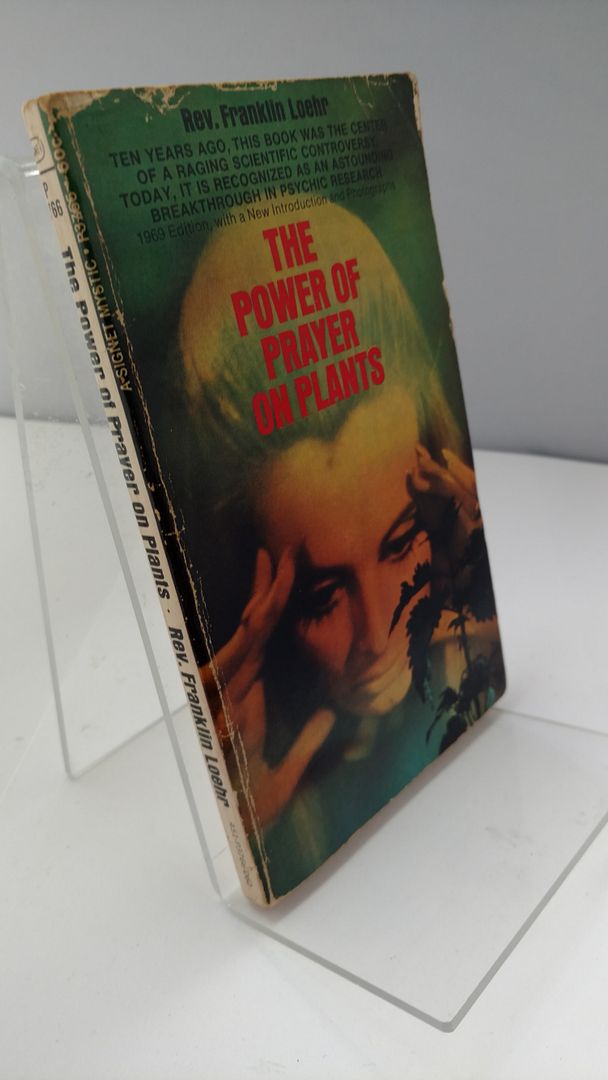 Rev. Franklin Loehr
TEN YEARS AGO, THIS BOOK WAS THE CENTER
OF A RAGING SCIENTIFIC CONTROVERSY.
TODAY, IT IS RECOGNIZED AS AN ASTOUNDING
BREAKTHROUGH IN PSYCHIC RESEARCH
1969 Edition, with a New Introduction and Photographs
THE
POWER OF
PRAYER
ON PLANTS
A SIGNET MYSTIC •
P
The Power of Prayer on Plants · Rev. Franklin Loehr